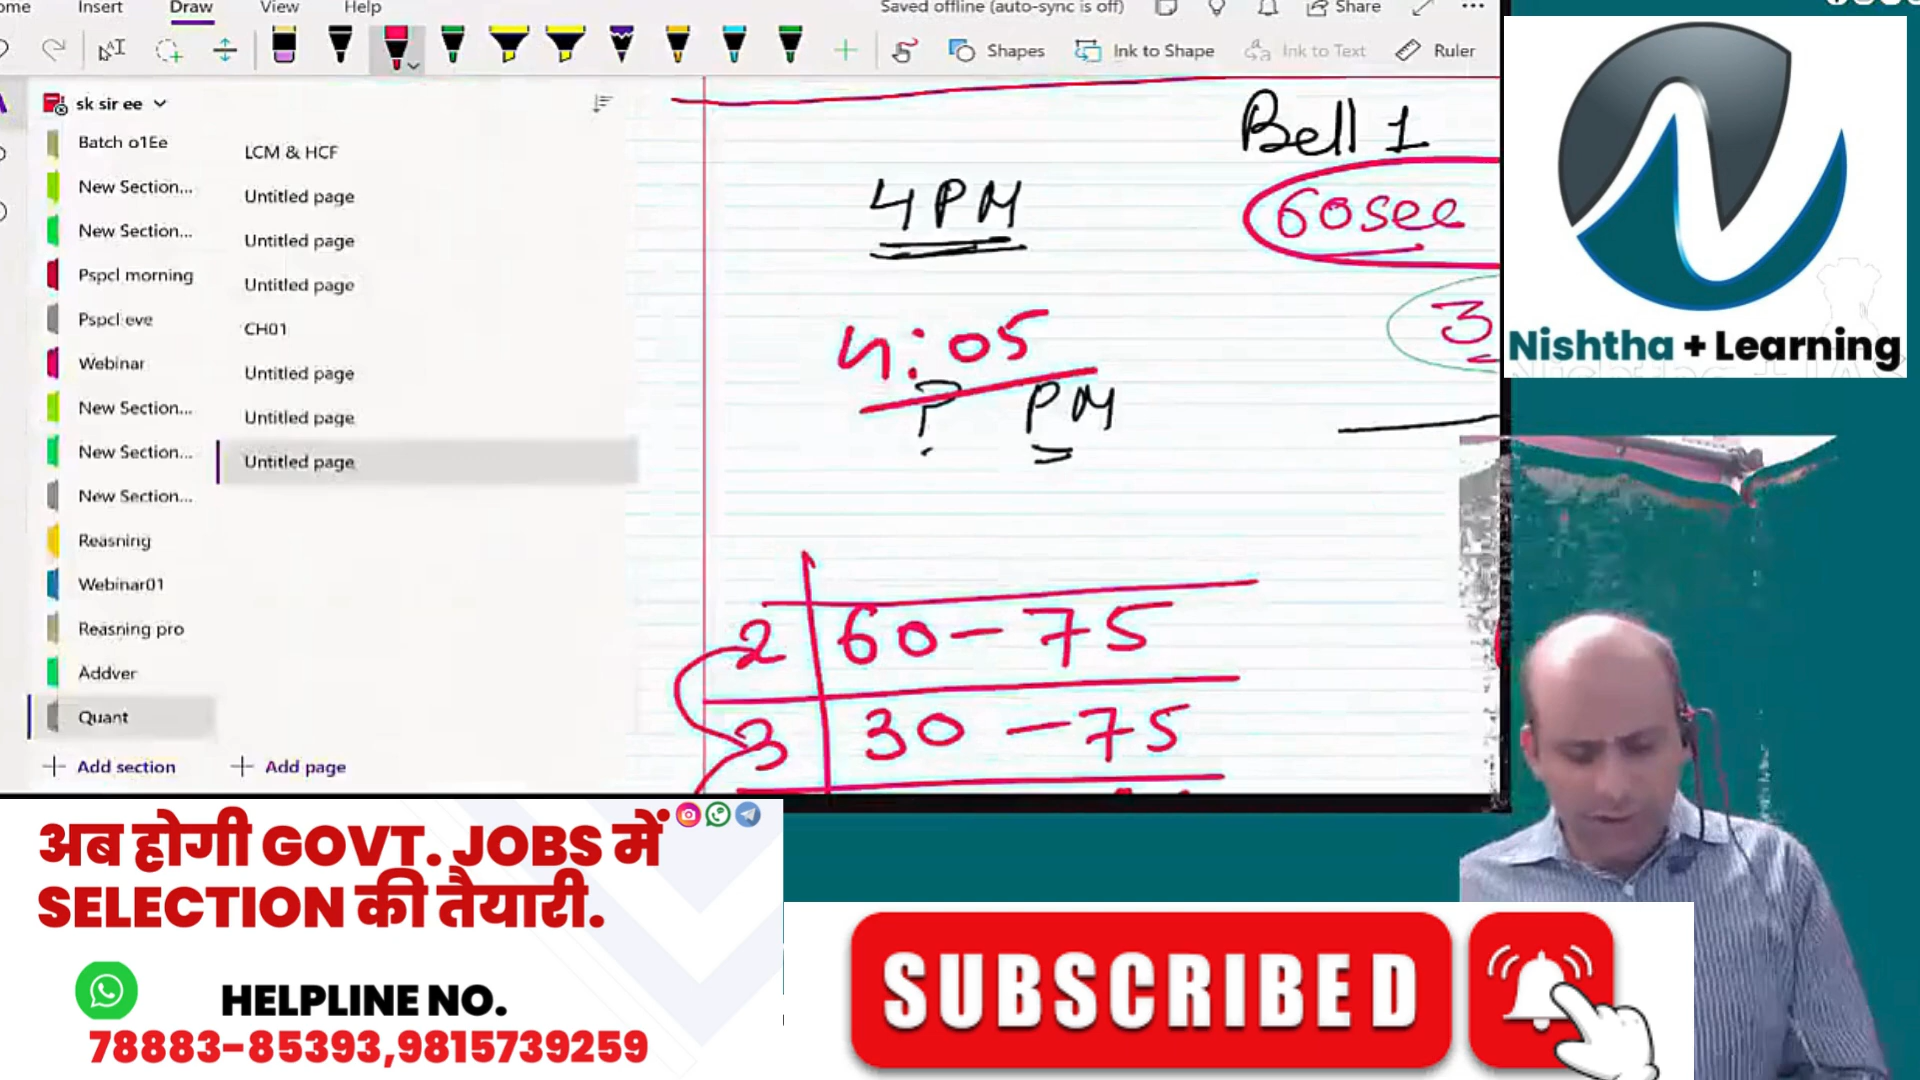 Insert Draw View Help Saved offline (auto-sync is off) Share
Shapes Ink to Shape Ink to Text Ruler
sk sir ee
Batch o1Ee
New Section...
New Section...
Pspcl morning
Pspcl eve
Webinar
New Section...
New Section...
New Section...
Reasning
Webinar01
Reasning pro
Addver
Quant
+ Add section
LCM & HCF
Untitled page
Untitled page
Untitled page
CH01
Untitled page
Untitled page
Untitled page
+ Add page
Bell 1
4 PM
60sec
3
4:05
? PM
2 60 - 75
3 30 - 75
Nishtha + Learning
अब होगी GOVT. JOBS में
SELECTION की तैयारी.
HELPLINE NO.
78883-85393,9815739259
SUBSCRIBED